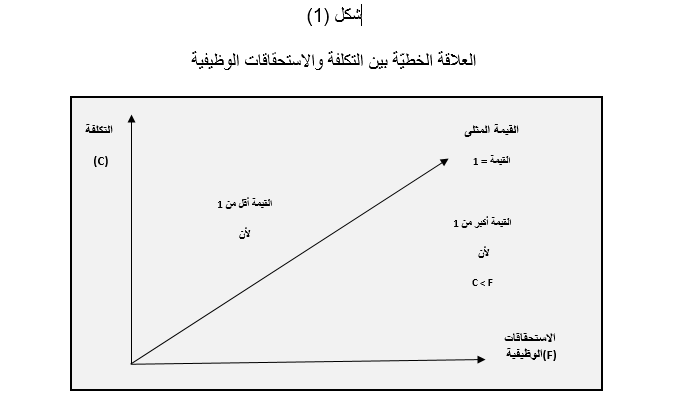 شكل (1)
العلاقة الخطيّة بين التكلفة والاستحقاقات الوظيفية
التكلفة
(C)
القيمة المثلى
القيمة = 1
القيمة أقل من 1
لأن
القيمة أكبر من 1
لأن
C < F
الاستحقاقات
الوظيفية(F)